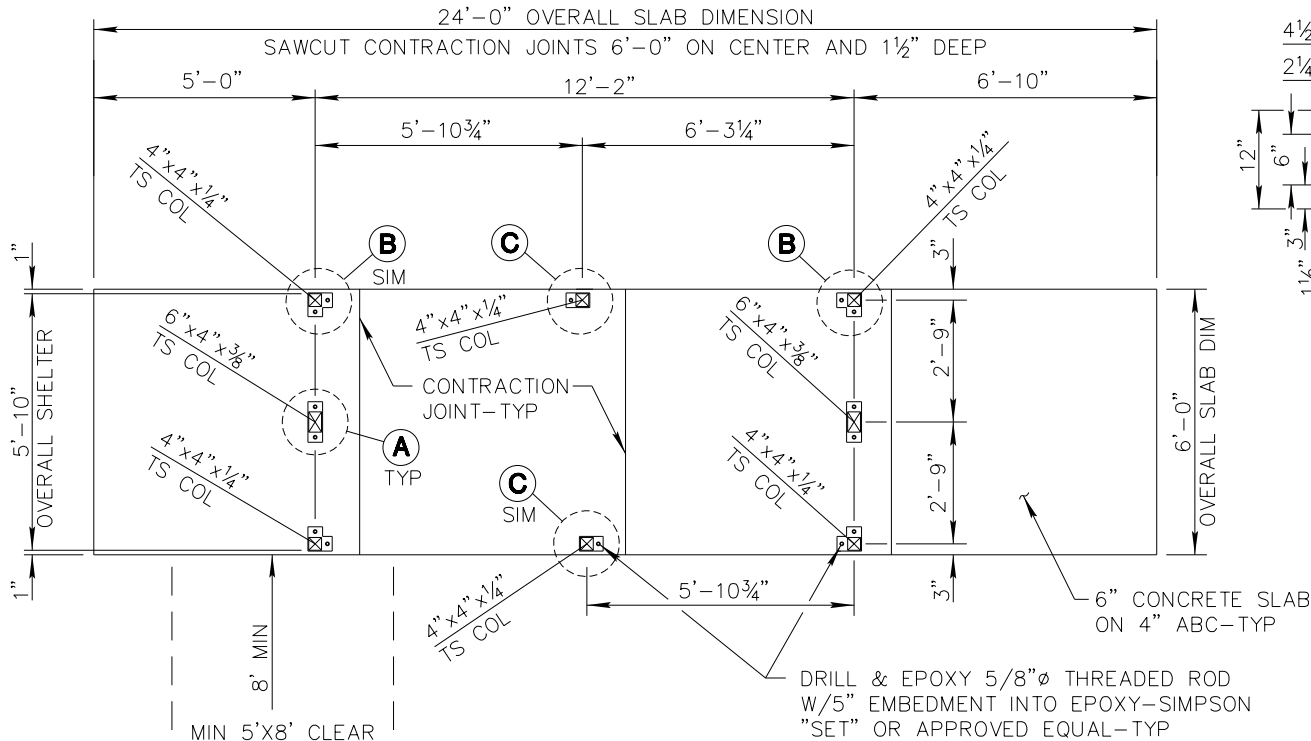 24'-0" OVERALL SLAB DIMENSION
SAWCUT CONTRACTION JOINTS 6'-0" ON CENTER AND 1½" DEEP
5'-0"
12'-2"
6'-10"
5'-10¾"
6'-3¼"
4"x4"x¼"
TS COL
4"x4"x¼"
TS COL
B
SIM
C
B
1"
3"
4"x4"x¼"
TS COL
6"x4"x⅜"
TS COL
6"x4"x⅜"
TS COL
2'-9"
CONTRACTION
JOINT-TYP
5'-10"
OVERALL SHELTER
A
TYP
4"x4"x¼"
TS COL
C
SIM
4"x4"x¼"
TS COL
2'-9"
6'-0"
OVERALL SLAB DIM
1"
4"x4"x¼"
TS COL
5'-10¾"
3"
6" CONCRETE SLAB
ON 4" ABC-TYP
8' MIN
MIN 5'X8' CLEAR
DRILL & EPOXY 5/8"ø THREADED ROD
W/5" EMBEDMENT INTO EPOXY-SIMPSON
"SET" OR APPROVED EQUAL-TYP
4½
2¼
12"
6"
3"